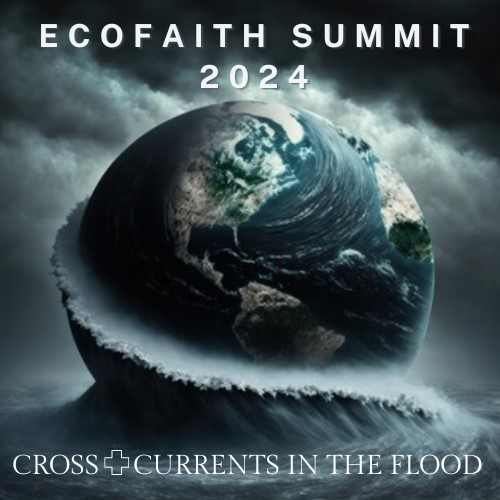 ECOFAITH SUMMIT
2024
CROSS CURRENTS IN THE FLOOD